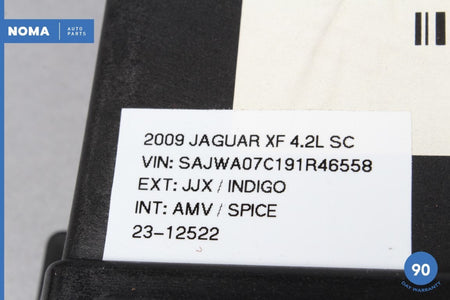 NOMA AUTO
PARTS
2009 JAGUAR XF 4.2L SC
VIN: SAJWA07C191R46558
EXT: JJX / INDIGO
INT: AMV / SPICE
23-12522
90
DAY WARRANTY